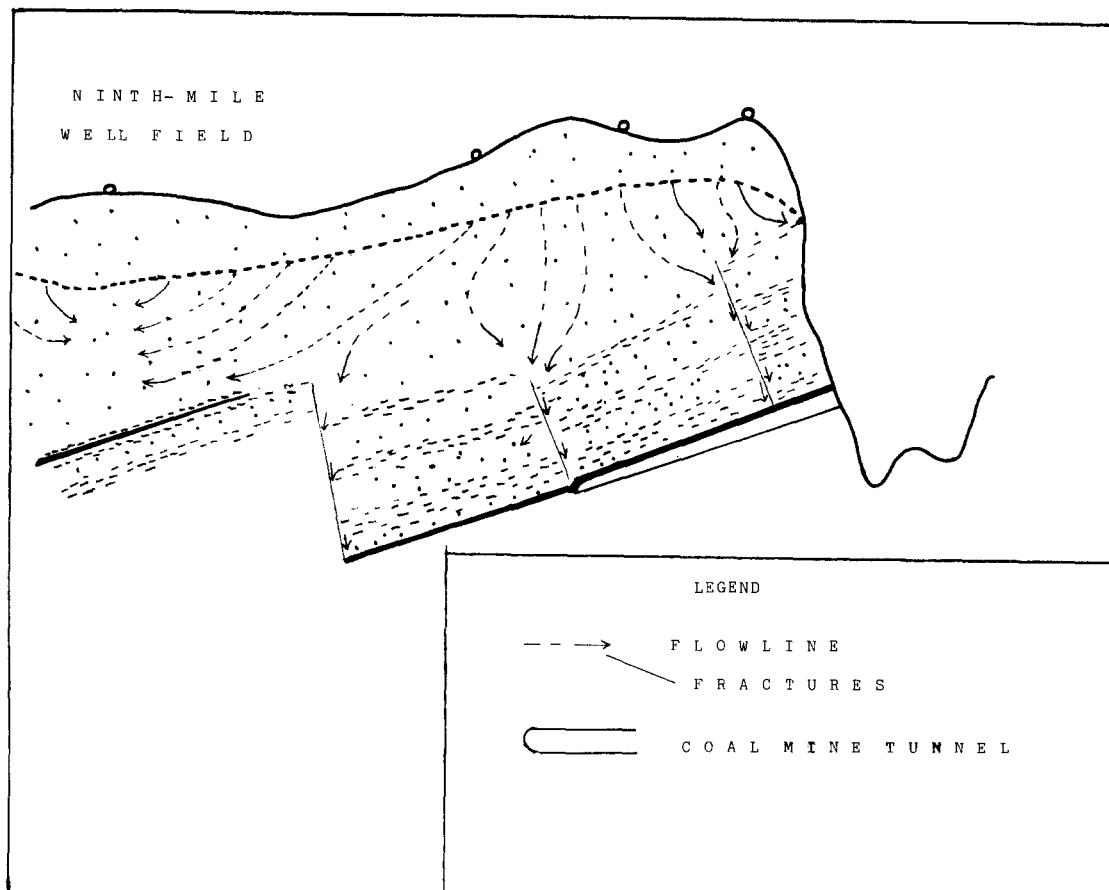 NINTH-MILE
WELL FIELD
LEGEND
FLOWLINE
FRACTURES
COAL MINE TUNNEL